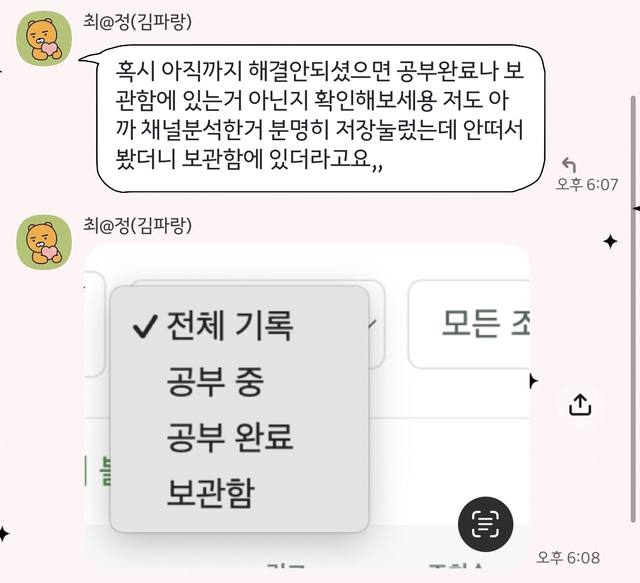 최@정(김파랑)
혹시 아직까지 해결안되셨으면 공부완료나 보
관함에 있는거 아닌지 확인해보세용 저도 아
까 채널분석한거 분명히 저장눌렀는데 안떠서
봤더니 보관함에 있더라고요,,
오후 6:07
최@정(김파랑)
✓ 전체 기록
모든 조
공부 중
공부 완료
보관함
오후 6:08